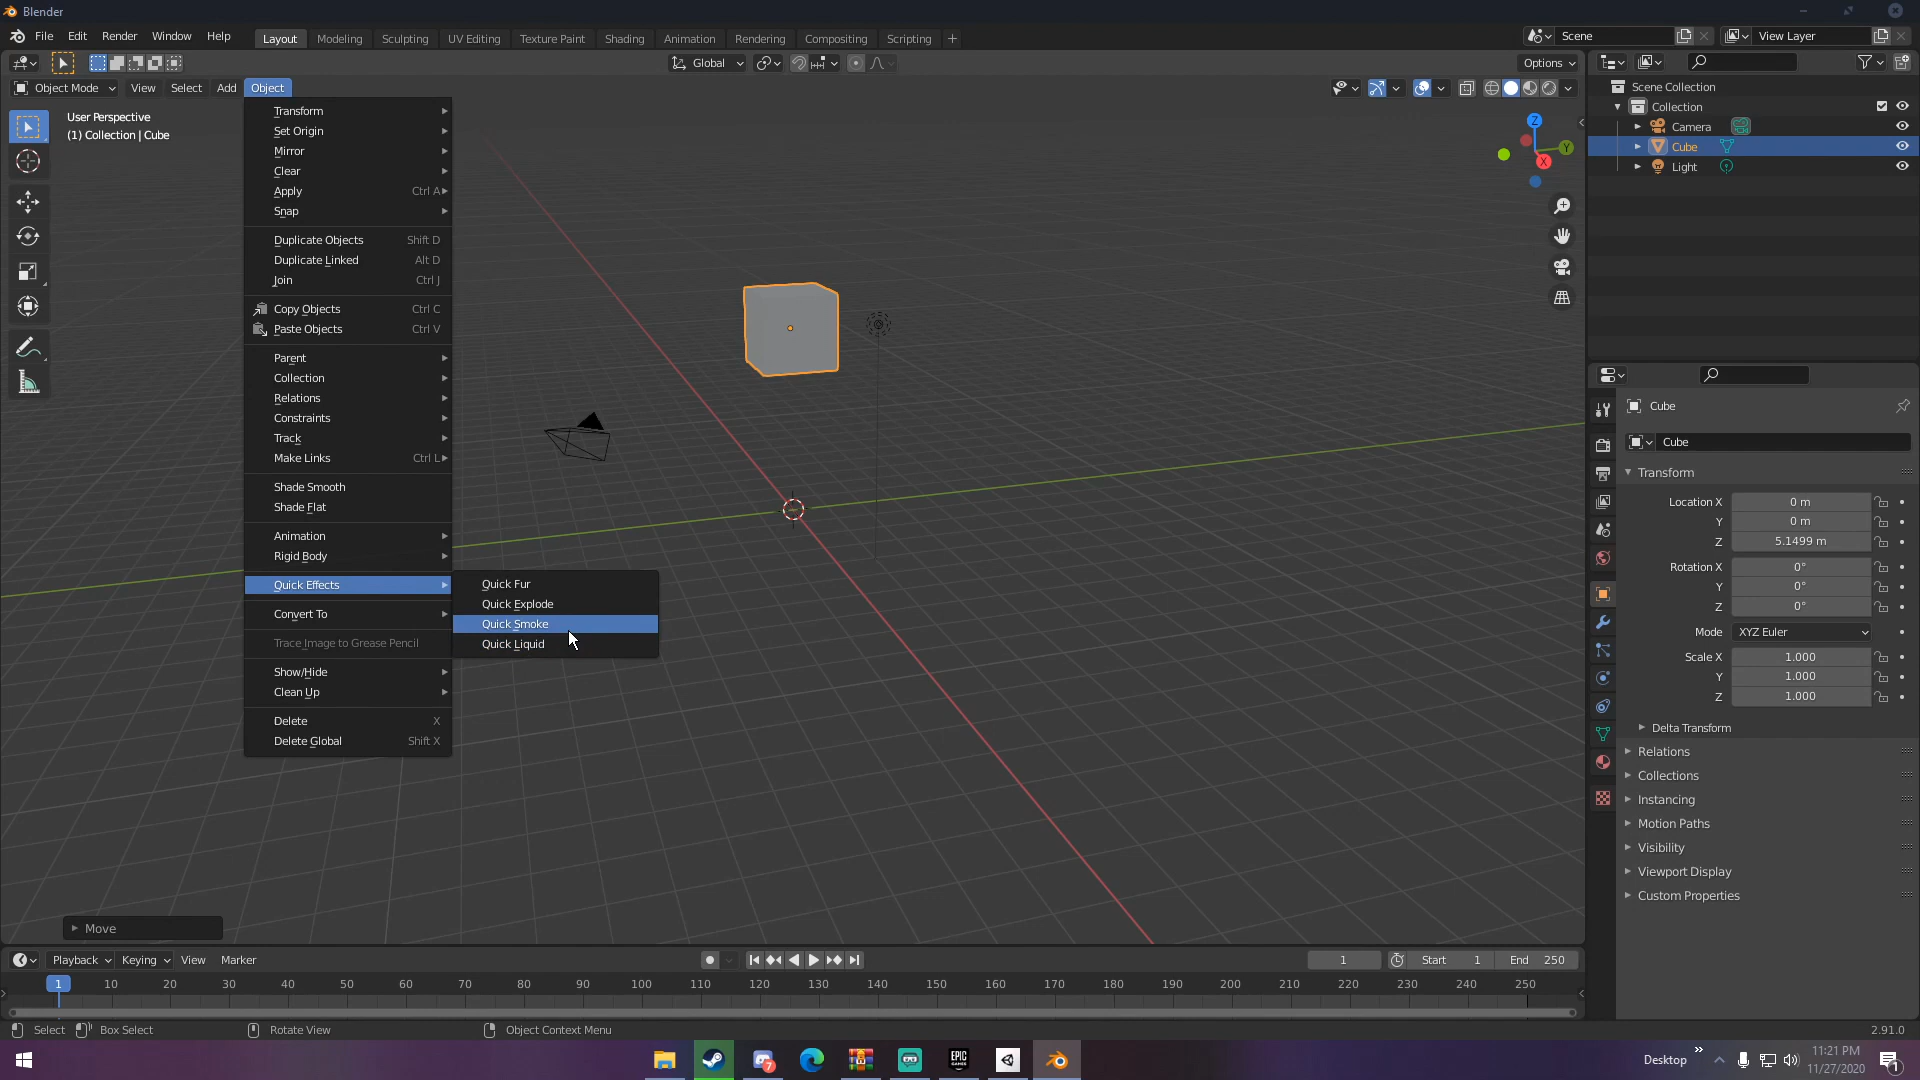 Blender
File Edit Render Window Help
Layout Modeling Sculpting UV Editing Texture Paint Shading Animation Rendering Compositing Scripting +
Scene
View Layer
Global
Options
Object Mode View Select Add Object
User Perspective
(1) Collection | Cube
Transform
Set Origin
Mirror
Clear
Apply Ctrl A
Snap
Duplicate Objects Shift D
Duplicate Linked Alt D
Join Ctrl J
Copy Objects Ctrl C
Paste Objects Ctrl V
Parent
Collection
Relations
Constraints
Track
Make Links Ctrl L
Shade Smooth
Shade Flat
Animation
Rigid Body
Quick Effects
Convert To
Trace Image to Grease Pencil
Show/Hide
Clean Up
Delete X
Delete Global Shift X
Quick Fur
Quick Explode
Quick Smoke
Quick Liquid
Z
Y
X
Scene Collection
Collection
Camera
Cube
Light
Cube
Cube
Transform
Location X 0 m
Y 0 m
Z 5.1499 m
Rotation X 0°
Y 0°
Z 0°
Mode XYZ Euler
Scale X 1.000
Y 1.000
Z 1.000
Delta Transform
Relations
Collections
Instancing
Motion Paths
Visibility
Viewport Display
Custom Properties
Move
Playback Keying View Marker
1 Start 1 End 250
1 10 20 30 40 50 60 70 80 90 100 110 120 130 140 150 160 170 180 190 200 210 220 230 240 250
Select Box Select Rotate View Object Context Menu 2.91.0
7
EPIC GAMES
Desktop
11:21 PM
11/27/2020
1